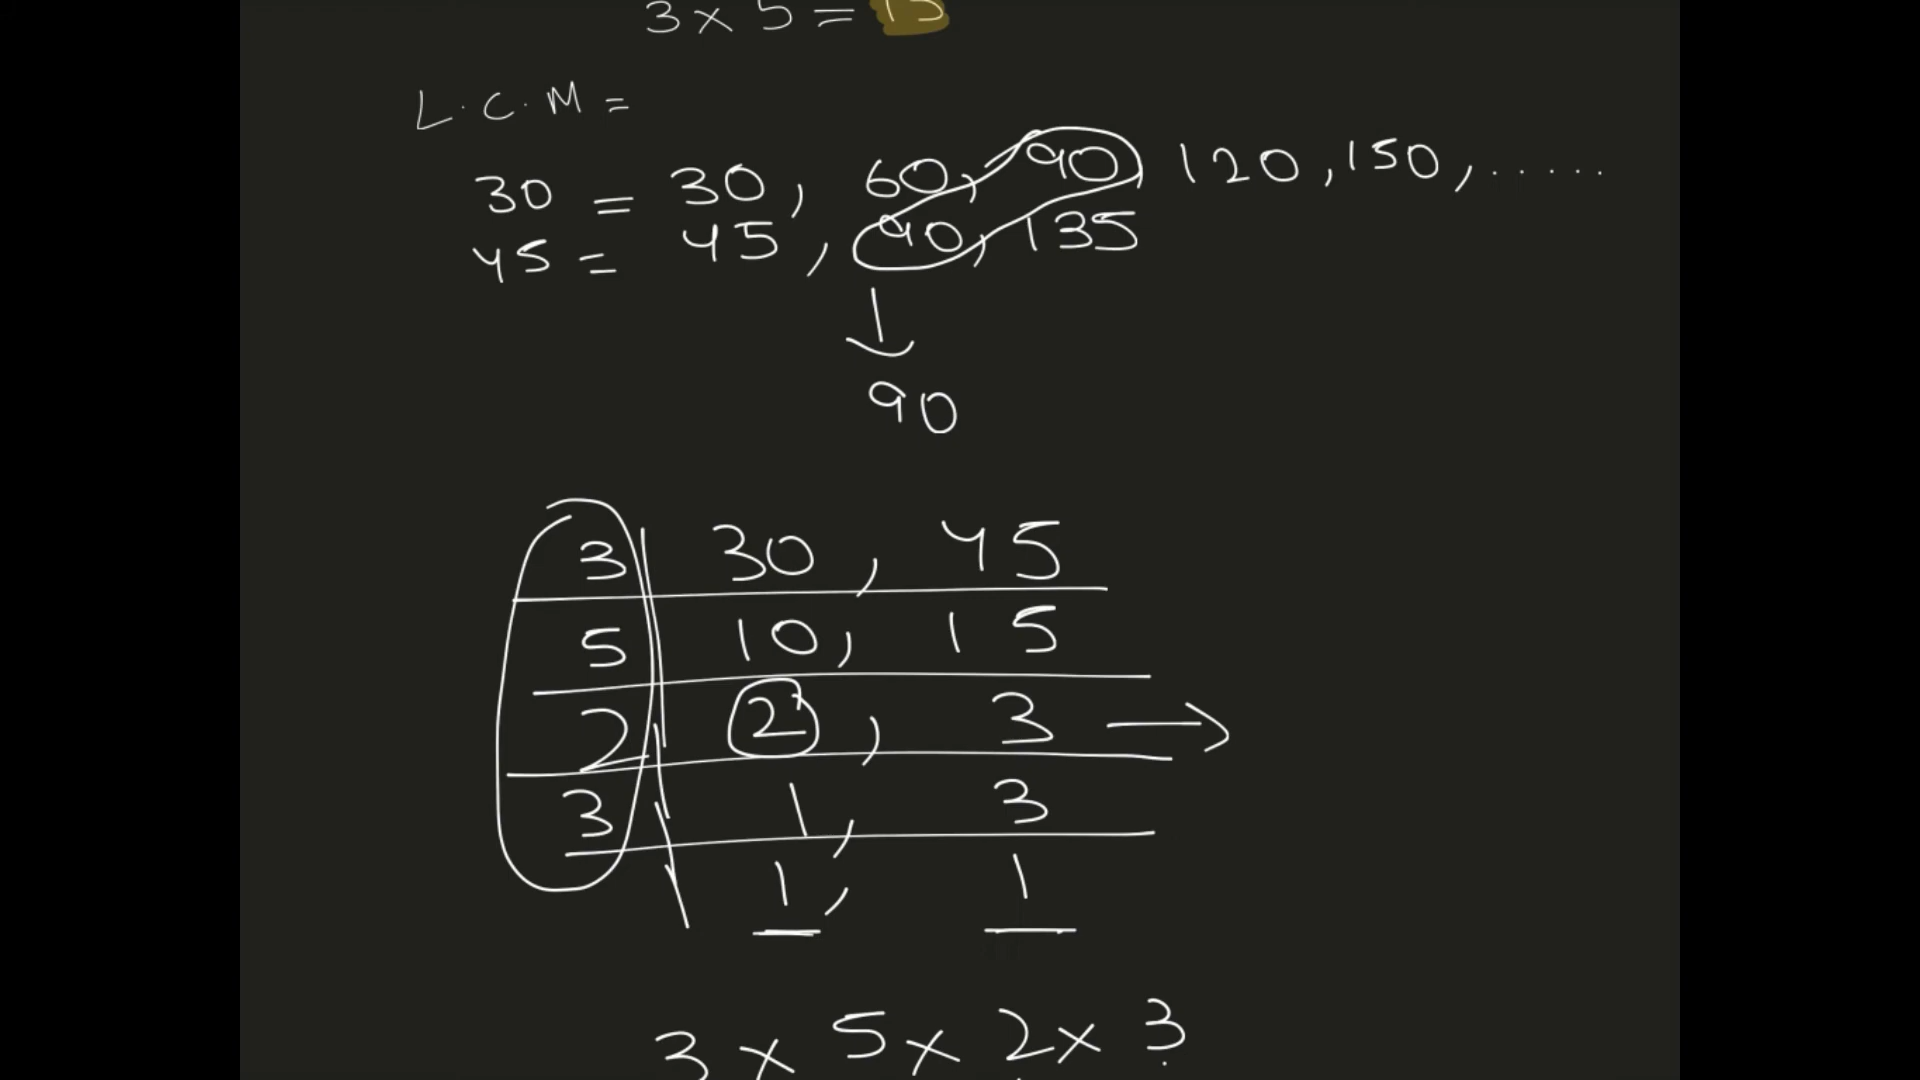 3 × 5 = 15
L.C.M =
30 = 30, 60, 90 120, 150, .....
45 = 45, 90, 135
90
3 | 30, 45
5 | 10, 15
2 | 2, 3 →
3 | 1, 3
1, 1
3 × 5 × 2 × 3